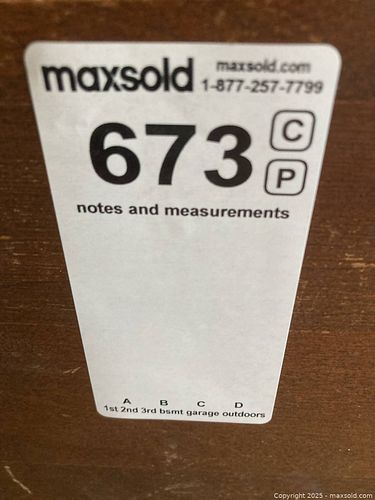 maxsold maxsold.com
1-877-257-7799
673 C
P
notes and measurements
A B C D
1st 2nd 3rd bsmt garage outdoors
Copyright 2025 - maxsold.com